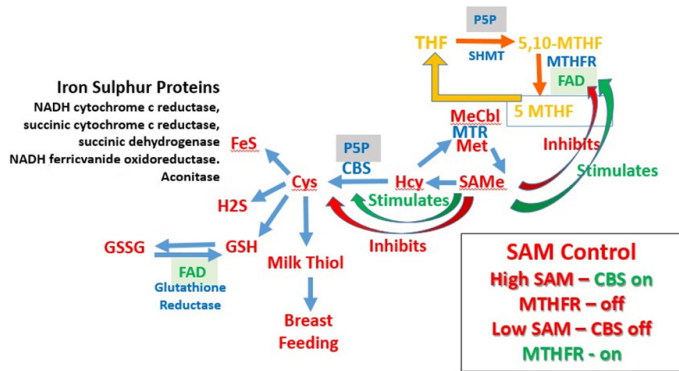 P5P
THF
5,10-MTHF
SHMT
MTHFR
FAD
5 MTHF
Iron Sulphur Proteins
NADH cytochrome c reductase,
succinic cytochrome c reductase,
succinic dehydrogenase
NADH ferricvanide oxidoreductase.
Aconitase
FeS
P5P
CBS
MeCbl
MTR
Met
Inhibits
Stimulates
Cys
Hcy
SAMe
Stimulates
Inhibits
H2S
GSSG
GSH
FAD
Glutathione
Reductase
Milk Thiol
Breast
Feeding
SAM Control
High SAM – CBS on
MTHFR – off
Low SAM – CBS off
MTHFR - on